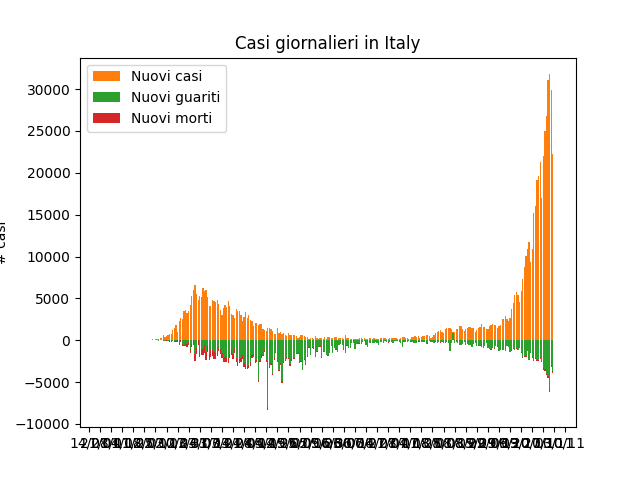 Casi giornalieri in Italy
Nuovi casi
Nuovi guariti
Nuovi morti
30000
25000
20000
15000
10000
5000
0
−5000
−10000
# casi